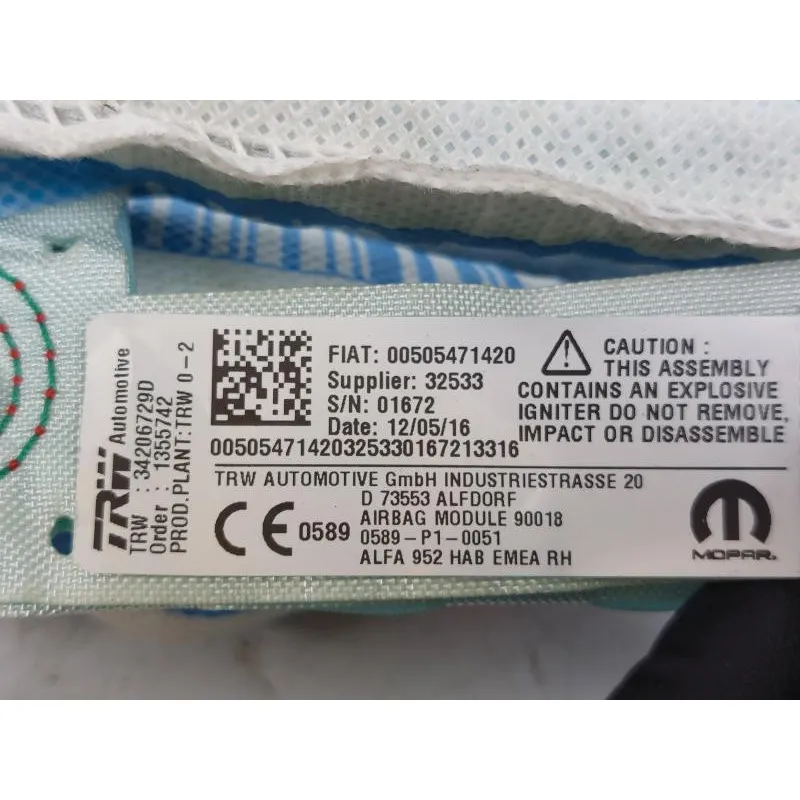 TRW Automotive
TRW : 34206729D
Order : 1355742
PROD.PLANT:TRW 0-2
FIAT: 00505471420
Supplier: 32533
S/N: 01672
Date: 12/05/16
00505471420325330167213316
CAUTION :
THIS ASSEMBLY
CONTAINS AN EXPLOSIVE
IGNITER DO NOT REMOVE,
IMPACT OR DISASSEMBLE
TRW AUTOMOTIVE GmbH INDUSTRIESTRASSE 20
D 73553 ALFDORF
CE 0589
AIRBAG MODULE 90018
0589-P1-0051
ALFA 952 HAB EMEA RH
MOPAR